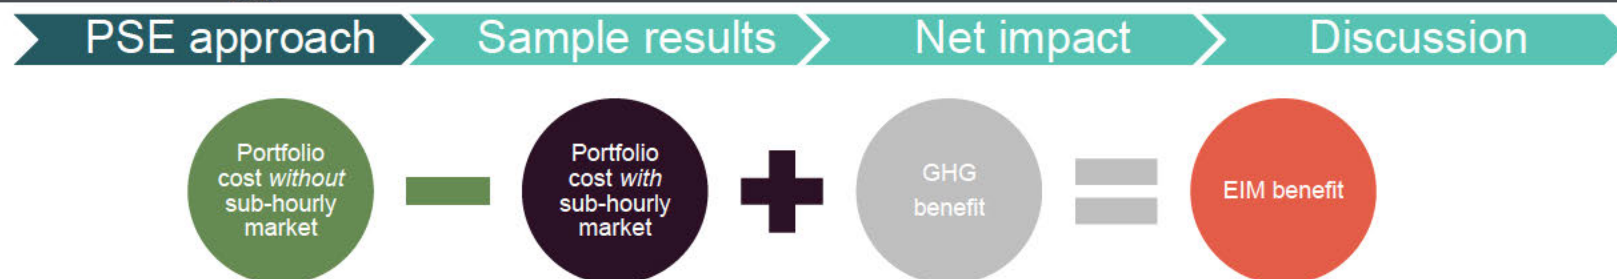 PSE approach
Sample results
Net impact
Discussion
Portfolio
cost without
sub-hourly
market
Portfolio
cost with
sub-hourly
market
GHG
benefit
EIM benefit